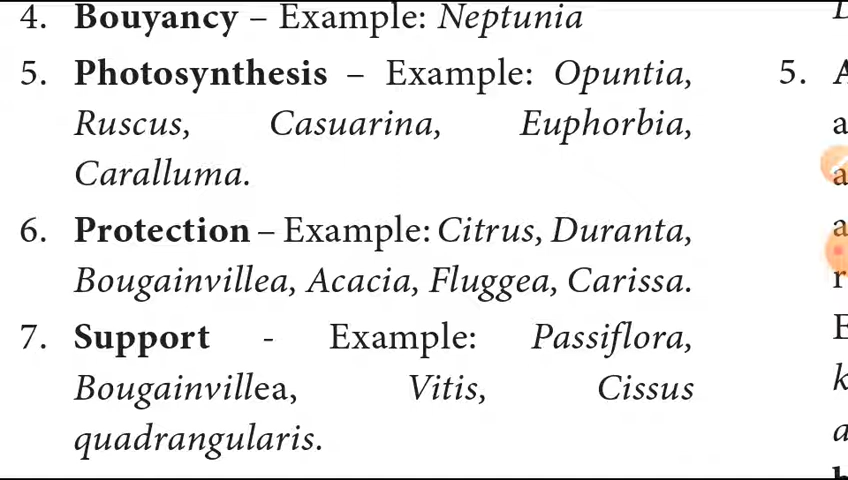 4. Bouyancy – Example: Neptunia
5. Photosynthesis – Example: Opuntia,
Ruscus, Casuarina, Euphorbia,
Caralluma.
6. Protection – Example: Citrus, Duranta,
Bougainvillea, Acacia, Fluggea, Carissa.
7. Support - Example: Passiflora,
Bougainvillea, Vitis, Cissus
quadrangularis.
5. A
a
a
a
r
E
k
a